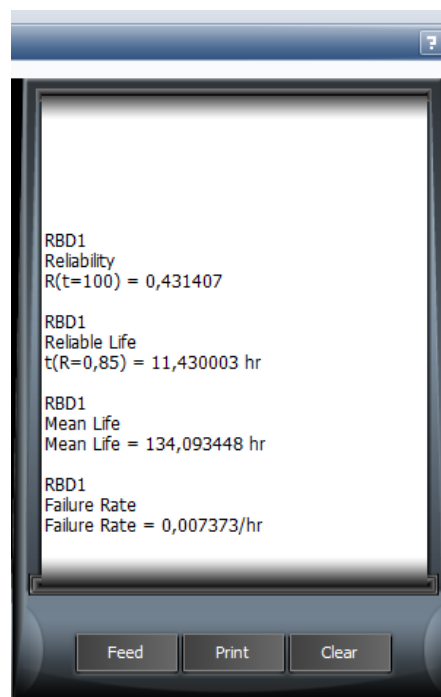 ?
RBD1
Reliability
R(t=100) = 0,431407
RBD1
Reliable Life
t(R=0,85) = 11,430003 hr
RBD1
Mean Life
Mean Life = 134,093448 hr
RBD1
Failure Rate
Failure Rate = 0,007373/hr
Feed Print Clear